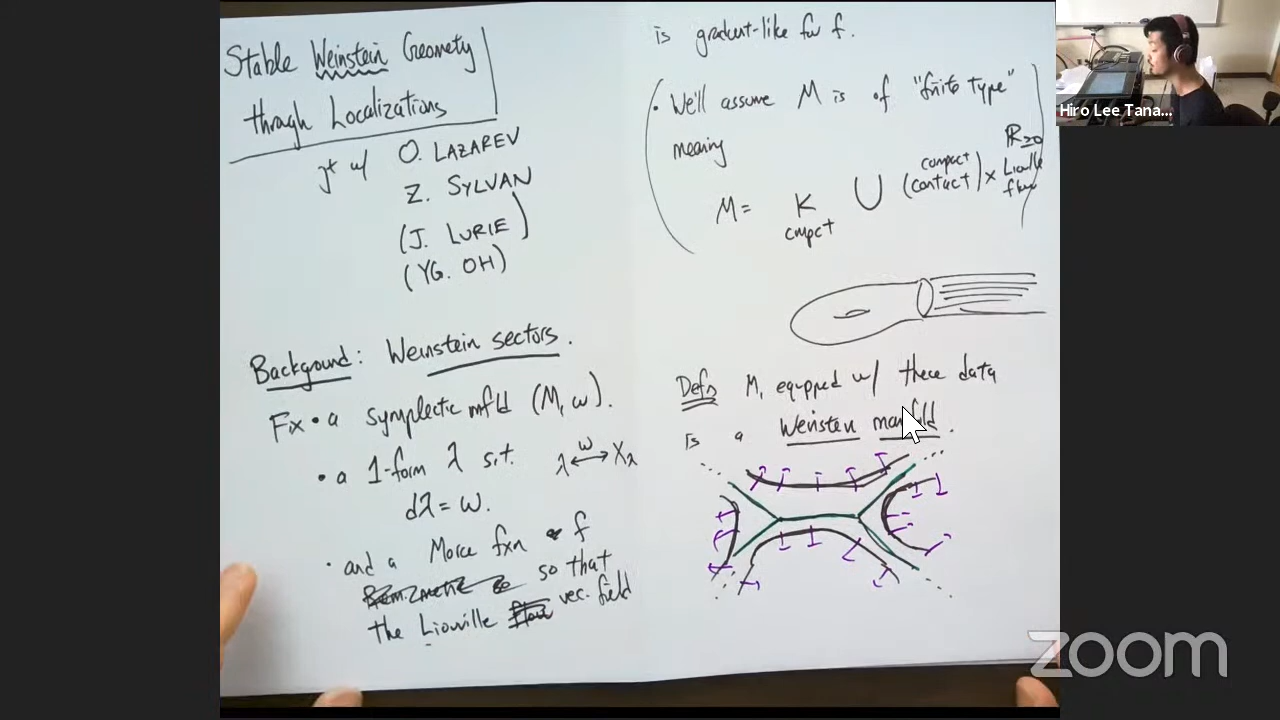 Stable Weinstein Geometry
through Localizations
jt w/ O. LAZAREV
Z. SYLVAN
(J. LURIE)
(YG. OH)
Background: Weinstein sectors.
Fix • a symplectic mfld (M, ω).
• a 1-form λ s.t. λ ↔ X_λ
ω
dλ = ω.
• and a Morse fxn f
so that
the Liouville vec. field
is gradient-like for f.
• We'll assume M is of "finite type"
meaning
M = K ∪ (contact) × ℝ≥0
cmpct
compact
Liouville
flow
Defn M, equipped w/ these data
is a Weinstein manifold.
Hiro Lee Tana...
zoom